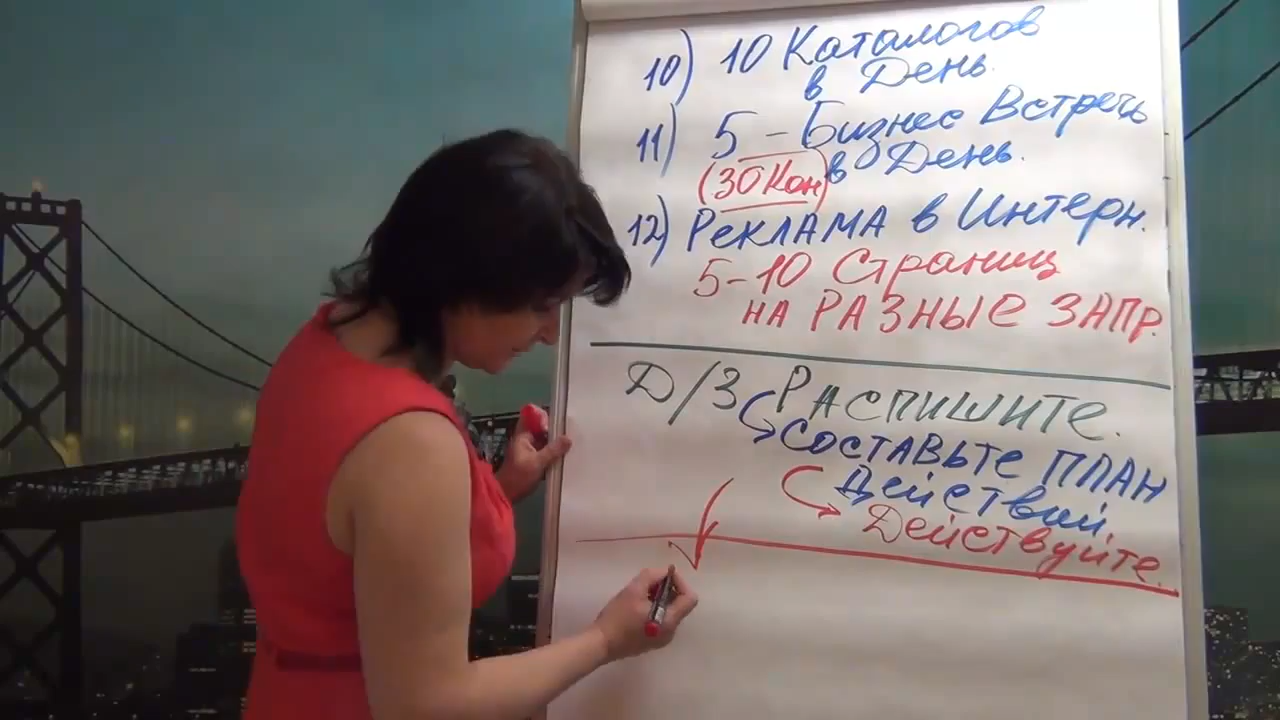 10) 10 Каталогов
в День.
11) 5 - Бизнес Встреч
(30 Кон) в День.
12) Реклама в Интерн.
5-10 Страниц
на разные запр.
Д/З Распишите.
составьте план
Действий.
Действуйте.